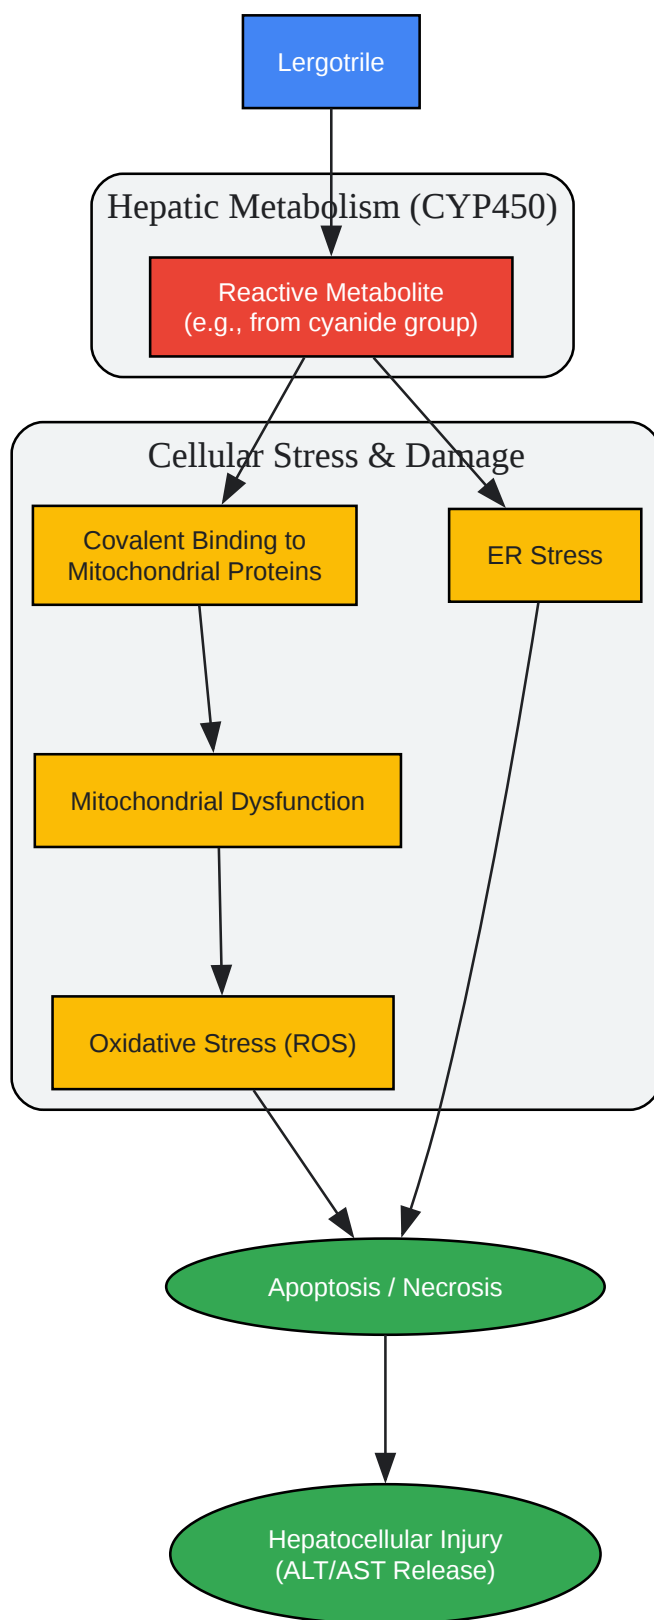 Lergotrile
Hepatic Metabolism (CYP450)
Reactive Metabolite
(e.g., from cyanide group)
Cellular Stress & Damage
Covalent Binding to
Mitochondrial Proteins
ER Stress
Mitochondrial Dysfunction
Oxidative Stress (ROS)
Apoptosis / Necrosis
Hepatocellular Injury
(ALT/AST Release)